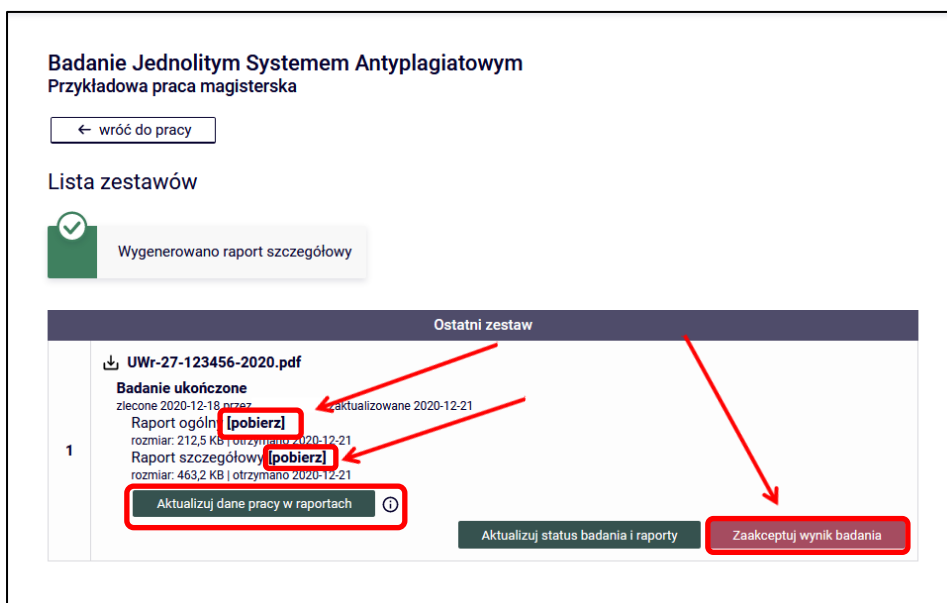 Badanie Jednolitym Systemem Antyplagiatowym
Przykładowa praca magisterska
← wróć do pracy
Lista zestawów
Wygenerowano raport szczegółowy
Ostatni zestaw
UWr-27-123456-2020.pdf
Badanie ukończone
zlecone 2020-12-18 przez zaktualizowane 2020-12-21
Raport ogólny [pobierz]
rozmiar: 212,5 KB | otrzymano 2020-12-21
1
Raport szczegółowy [pobierz]
rozmiar: 463,2 KB | otrzymano 2020-12-21
Aktualizuj dane pracy w raportach
Aktualizuj status badania i raporty
Zaakceptuj wynik badania